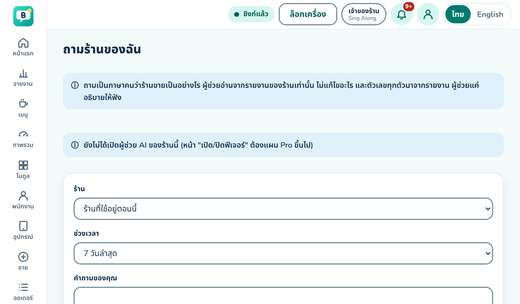 B
ซิงก์แล้ว
ล็อกเครื่อง
เจ้าของร้าน
Sing Along
9+
ไทย
English
หน้าแรก
รายงาน
เมนู
ภาพรวม
โมดูล
พนักงาน
อุปกรณ์
ขาย
ออเดอร์
ถามร้านของฉัน
ถามเป็นภาษาคนว่าร้านขายเป็นอย่างไร ผู้ช่วยอ่านจากรายงานของร้านเท่านั้น ไม่แก้ไขอะไร และตัวเลขทุกตัวมาจากรายงาน ผู้ช่วยแค่
อธิบายให้ฟัง
ยังไม่ได้เปิดผู้ช่วย AI ของร้านนี้ (หน้า "เปิด/ปิดฟีเจอร์" ต้องแผน Pro ขึ้นไป)
ร้าน
ร้านที่ใช้อยู่ตอนนี้
ช่วงเวลา
7 วันล่าสุด
คำถามของคุณ